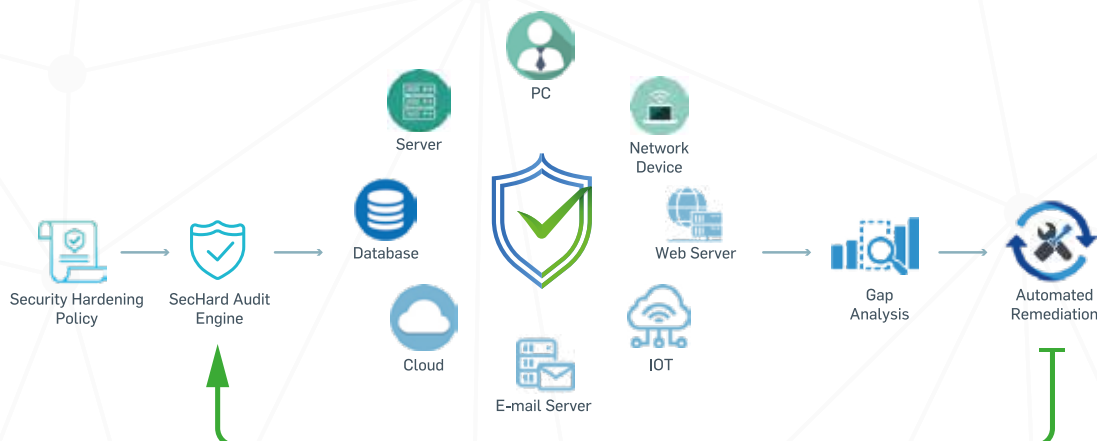 PC
Server
Network
Device
Database
Web Server
Security Hardening
Policy
SecHard Audit
Engine
Gap
Analysis
Automated
Remediation
Cloud
IOT
E-mail Server